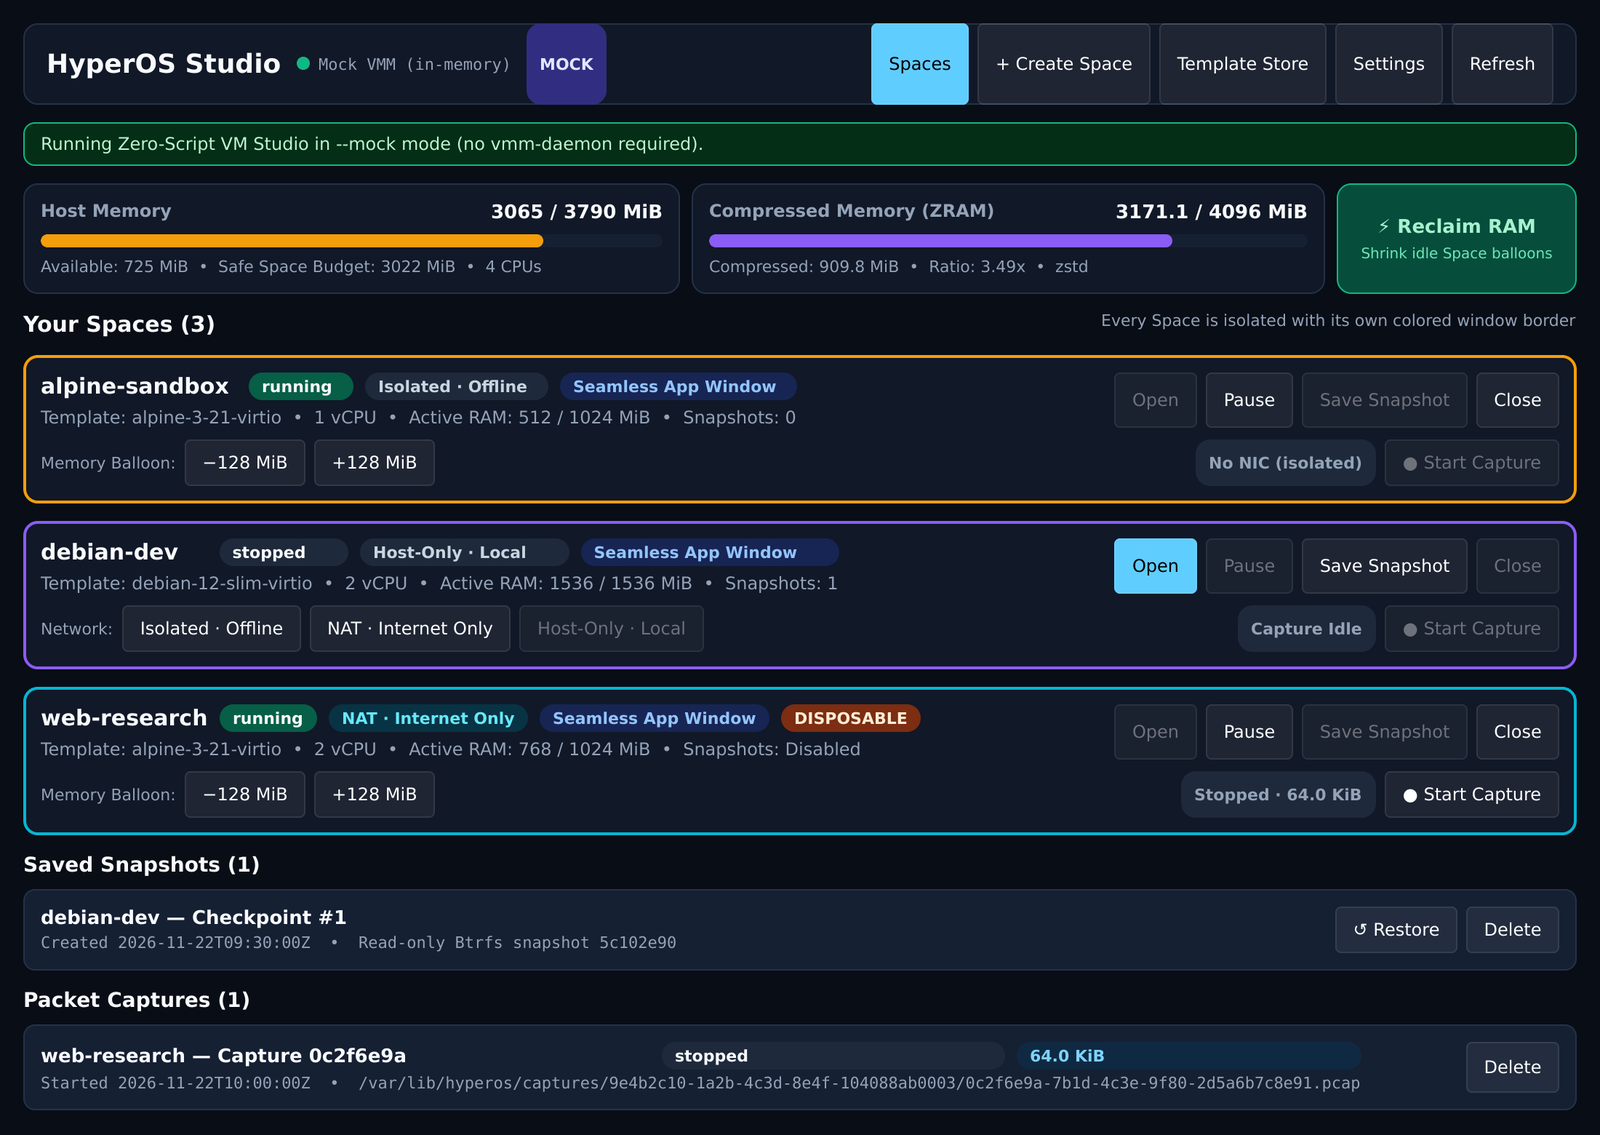 HyperOS Studio ● Mock VMM (in-memory) MOCK Spaces + Create Space Template Store Settings Refresh
Running Zero-Script VM Studio in --mock mode (no vmm-daemon required).
Host Memory 3065 / 3790 MiB
Available: 725 MiB • Safe Space Budget: 3022 MiB • 4 CPUs
Compressed Memory (ZRAM) 3171.1 / 4096 MiB
Compressed: 909.8 MiB • Ratio: 3.49x • zstd
⚡ Reclaim RAM
Shrink idle Space balloons
Your Spaces (3) Every Space is isolated with its own colored window border
alpine-sandbox running Isolated · Offline Seamless App Window Open Pause Save Snapshot Close
Template: alpine-3-21-virtio • 1 vCPU • Active RAM: 512 / 1024 MiB • Snapshots: 0
Memory Balloon: −128 MiB +128 MiB No NIC (isolated) ● Start Capture
debian-dev stopped Host-Only · Local Seamless App Window Open Pause Save Snapshot Close
Template: debian-12-slim-virtio • 2 vCPU • Active RAM: 1536 / 1536 MiB • Snapshots: 1
Network: Isolated · Offline NAT · Internet Only Host-Only · Local Capture Idle ● Start Capture
web-research running NAT · Internet Only Seamless App Window DISPOSABLE Open Pause Save Snapshot Close
Template: alpine-3-21-virtio • 2 vCPU • Active RAM: 768 / 1024 MiB • Snapshots: Disabled
Memory Balloon: −128 MiB +128 MiB Stopped · 64.0 KiB ● Start Capture
Saved Snapshots (1)
debian-dev — Checkpoint #1 ↺ Restore Delete
Created 2026-11-22T09:30:00Z • Read-only Btrfs snapshot 5c102e90
Packet Captures (1)
web-research — Capture 0c2f6e9a stopped 64.0 KiB Delete
Started 2026-11-22T10:00:00Z • /var/lib/hyperos/captures/9e4b2c10-1a2b-4c3d-8e4f-104088ab0003/0c2f6e9a-7b1d-4c3e-9f80-2d5a6b7c8e91.pcap